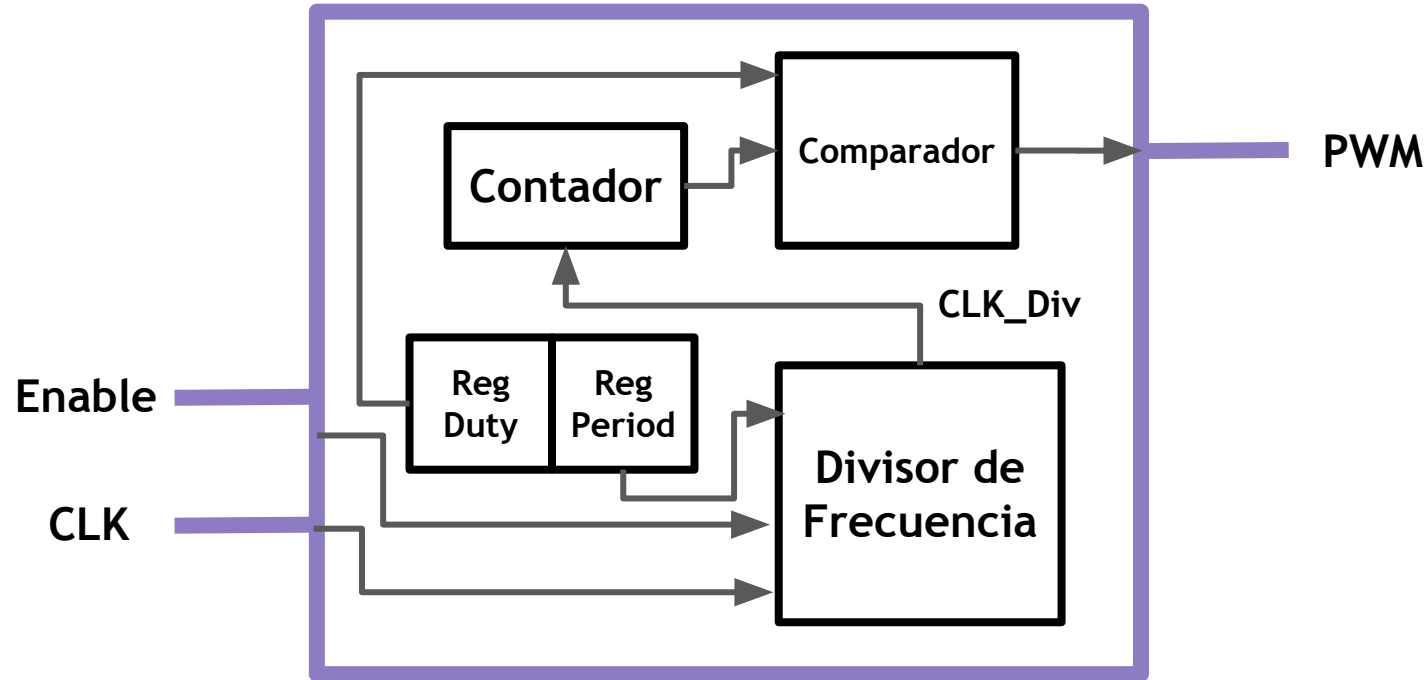 Comparador
PWM
Contador
CLK_Div
Enable
Reg
Duty
Reg
Period
Divisor de
Frecuencia
CLK